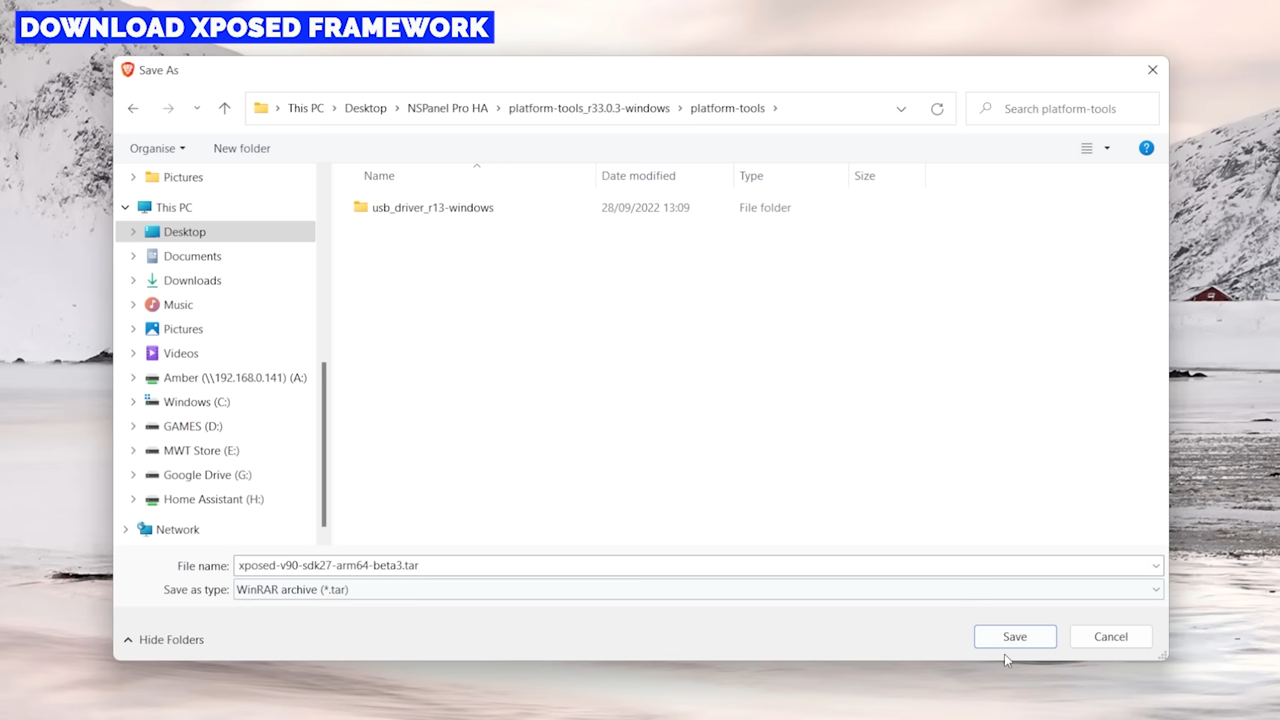 DOWNLOAD XPOSED FRAMEWORK
Save As
This PC > Desktop > NSPanel Pro HA > platform-tools_r33.0.3-windows > platform-tools >
Search platform-tools
Organise
New folder
Name
Date modified
Type
Size
Pictures
This PC
Desktop
Documents
Downloads
Music
Pictures
Videos
Amber (\\192.168.0.141) (A:)
Windows (C:)
GAMES (D:)
MWT Store (E:)
Google Drive (G:)
Home Assistant (H:)
Network
usb_driver_r13-windows
28/09/2022 13:09
File folder
File name: xposed-v90-sdk27-arm64-beta3.tar
Save as type: WinRAR archive (*.tar)
Hide Folders
Save
Cancel